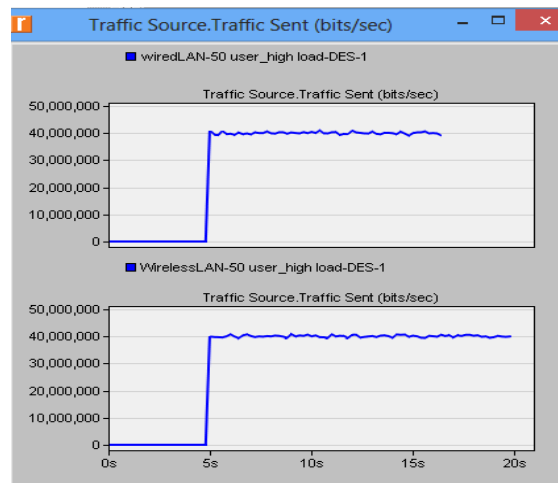 Traffic Source.Traffic Sent (bits/sec)
wiredLAN-50 user_high load-DES-1
Traffic Source.Traffic Sent (bits/sec)
50,000,000
40,000,000
30,000,000
20,000,000
10,000,000
0
WirelessLAN-50 user_high load-DES-1
Traffic Source.Traffic Sent (bits/sec)
50,000,000
40,000,000
30,000,000
20,000,000
10,000,000
0
0s 5s 10s 15s 20s